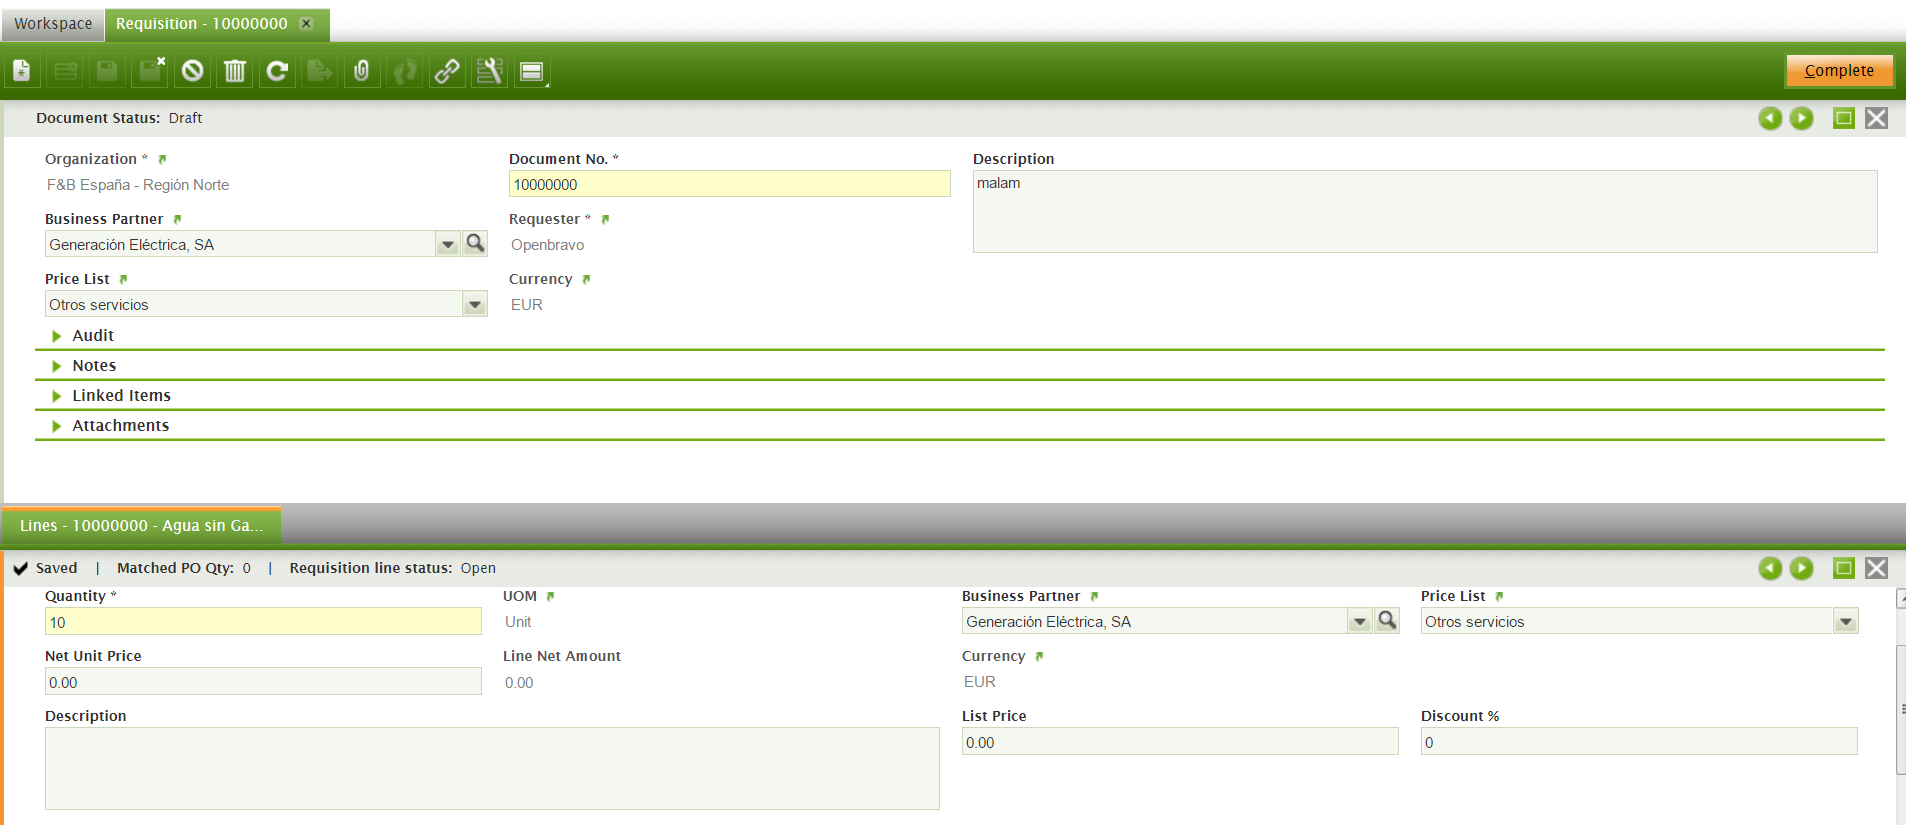 Workspace
Requisition - 10000000
Complete
Document Status: Draft
Organization *
F&B España - Región Norte
Document No. *
10000000
Description
malam
Business Partner
Generación Eléctrica, SA
Requester *
Openbravo
Price List
Otros servicios
Currency
EUR
Audit
Notes
Linked Items
Attachments
Lines - 10000000 - Agua sin Ga...
Saved | Matched PO Qty: 0 | Requisition line status: Open
Quantity *
10
UOM
Unit
Business Partner
Generación Eléctrica, SA
Price List
Otros servicios
Net Unit Price
0.00
Line Net Amount
0.00
Currency
EUR
Description
List Price
0.00
Discount %
0